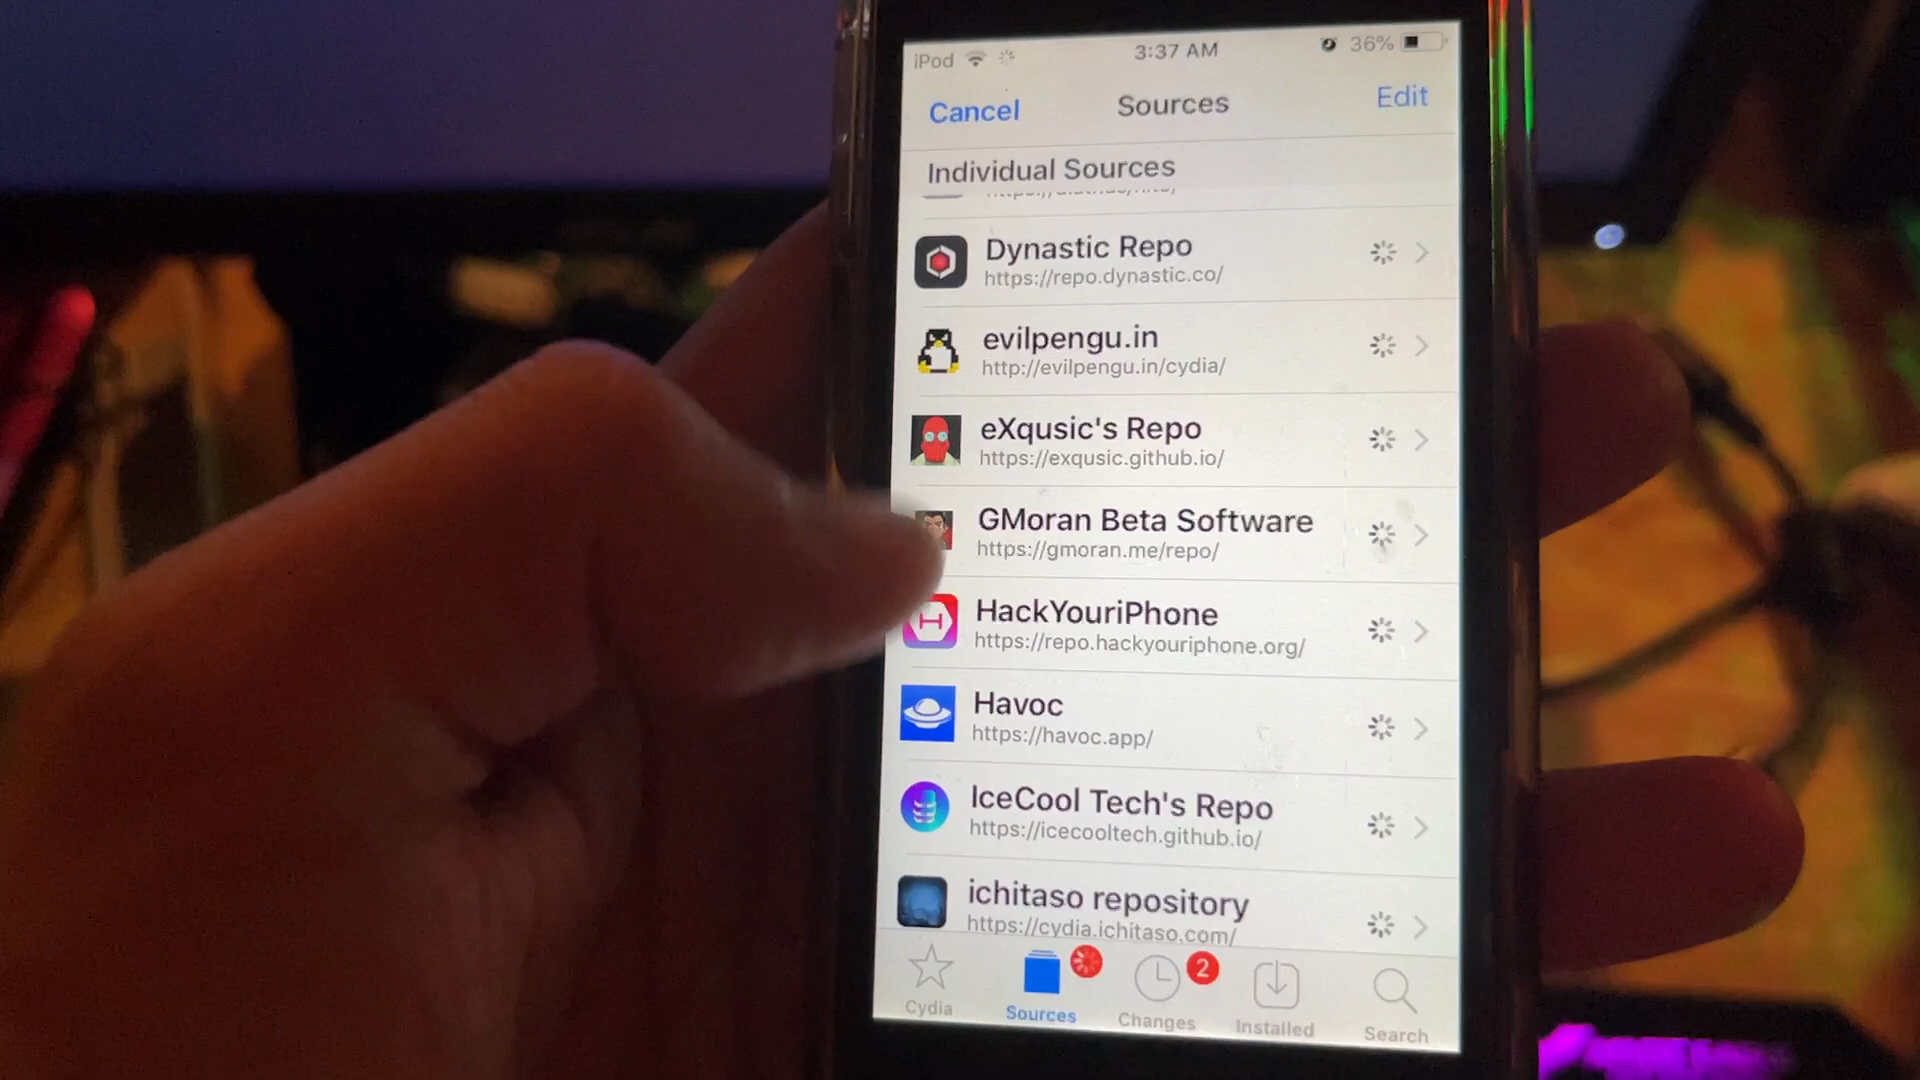 iPod 3:37 AM 36%
Cancel Sources Edit
Individual Sources
Dynastic Repo
https://repo.dynastic.co/
evilpengu.in
http://evilpengu.in/cydia/
eXqusic's Repo
https://exqusic.github.io/
GMoran Beta Software
https://gmoran.me/repo/
HackYouriPhone
https://repo.hackyouriphone.org/
Havoc
https://havoc.app/
IceCool Tech's Repo
https://icecooltech.github.io/
ichitaso repository
https://cydia.ichitaso.com/
2
Cydia Sources Changes Installed Search